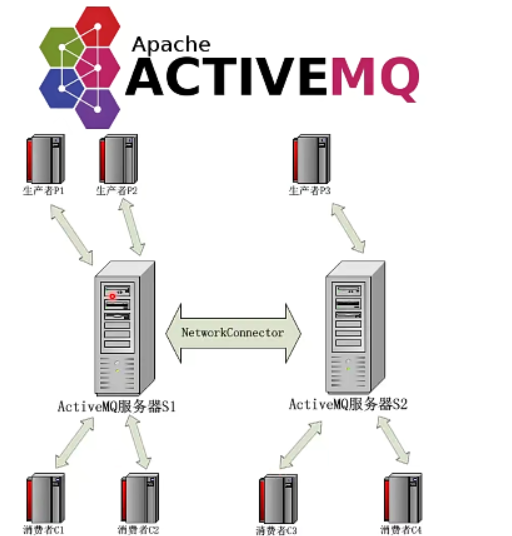 Apache
ACTIVEMQ
生产者P1
生产者P2
生产者P3
NetworkConnector
ActiveMQ服务器S1
ActiveMQ服务器S2
消费者C1
消费者C2
消费者C3
消费者C4